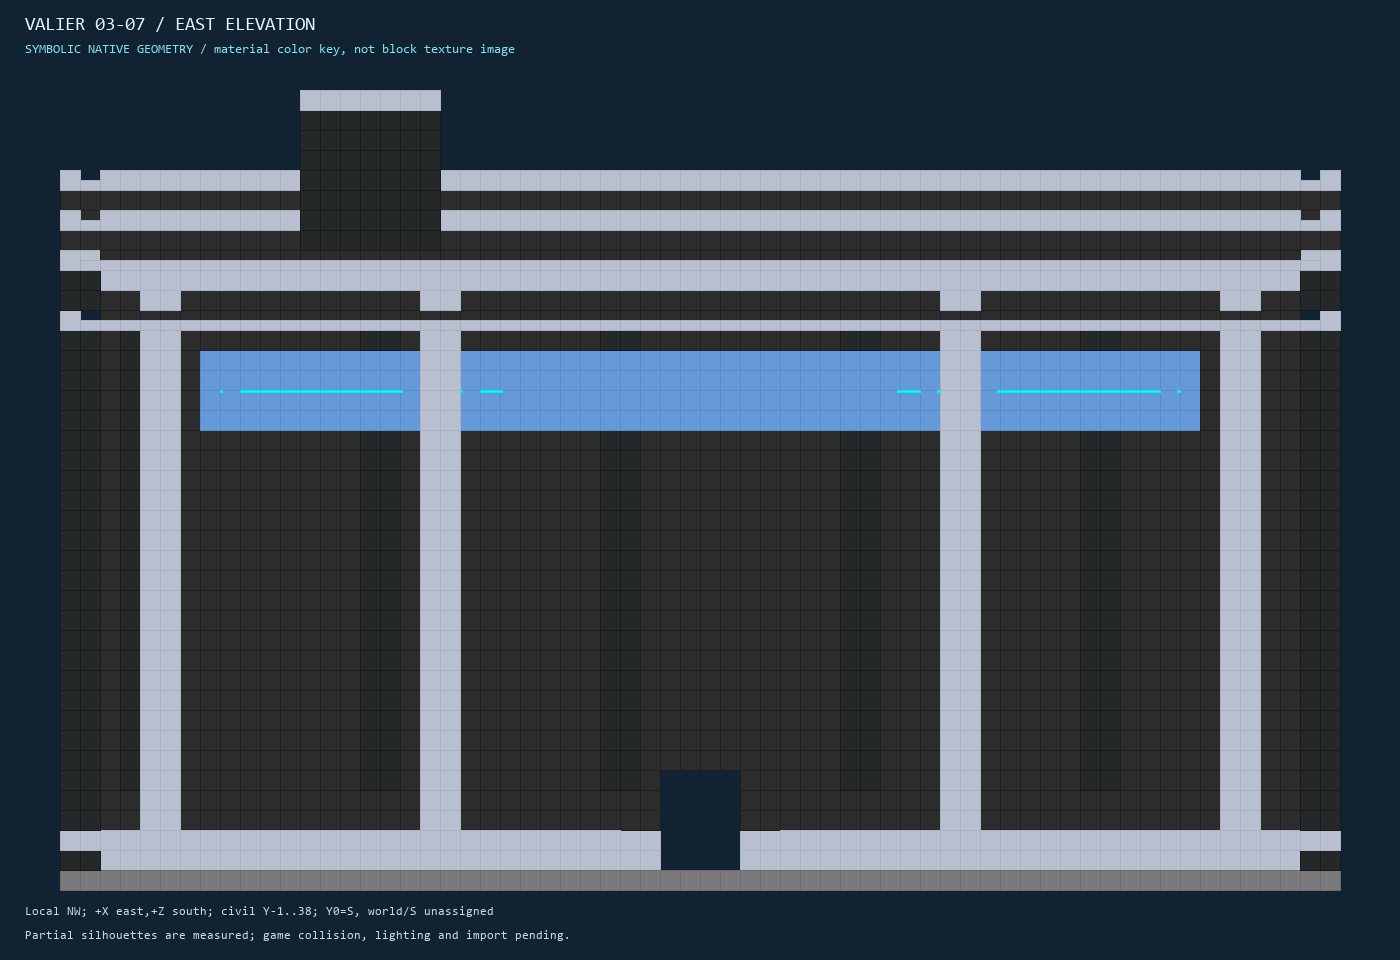 VALIER 03-07 / EAST ELEVATION
SYMBOLIC NATIVE GEOMETRY / material color key, not block texture image
Local NW; +X east,+Z south; civil Y-1..38; Y0=S, world/S unassigned
Partial silhouettes are measured; game collision, lighting and import pending.